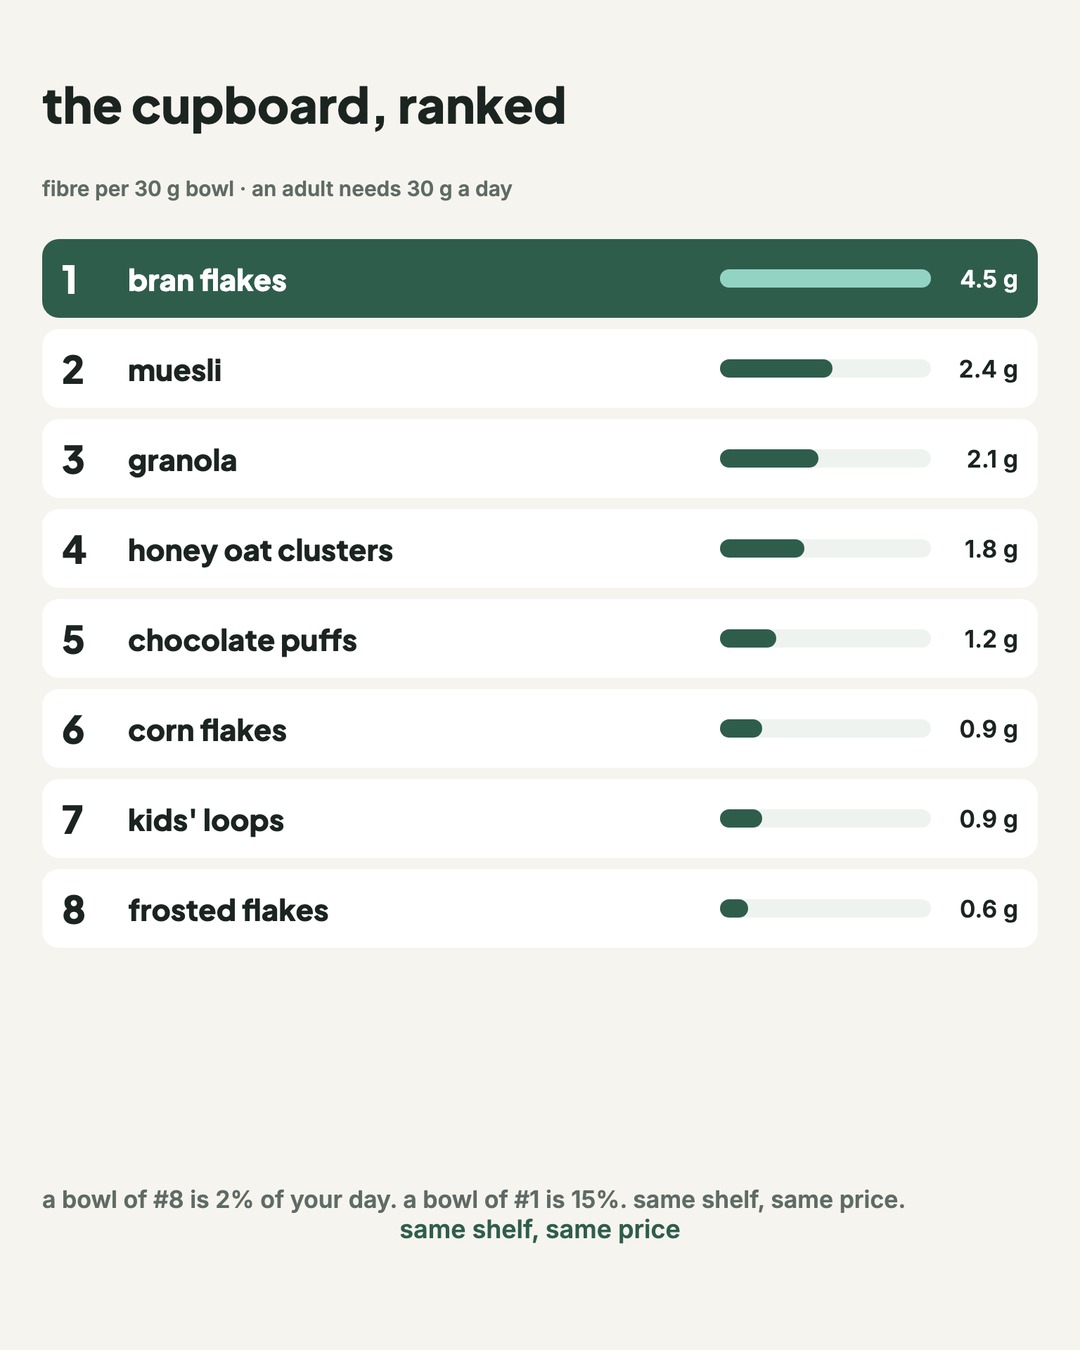 the cupboard, ranked
fibre per 30 g bowl · an adult needs 30 g a day
1 bran flakes 4.5 g
2 muesli 2.4 g
3 granola 2.1 g
4 honey oat clusters 1.8 g
5 chocolate puffs 1.2 g
6 corn flakes 0.9 g
7 kids' loops 0.9 g
8 frosted flakes 0.6 g
a bowl of #8 is 2% of your day. a bowl of #1 is 15%. same shelf, same price.
same shelf, same price